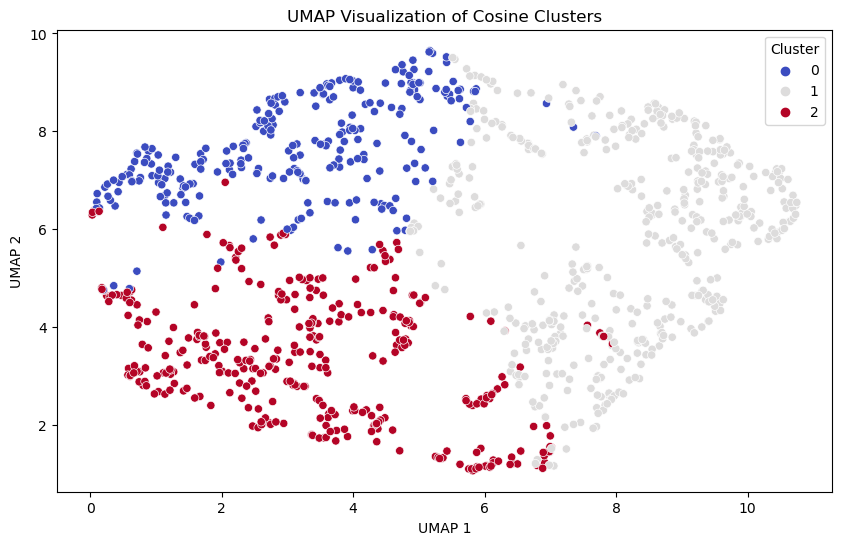 UMAP Visualization of Cosine Clusters
10
8
6
4
2
UMAP 2
Cluster
0
1
2
0 2 4 6 8 10
UMAP 1